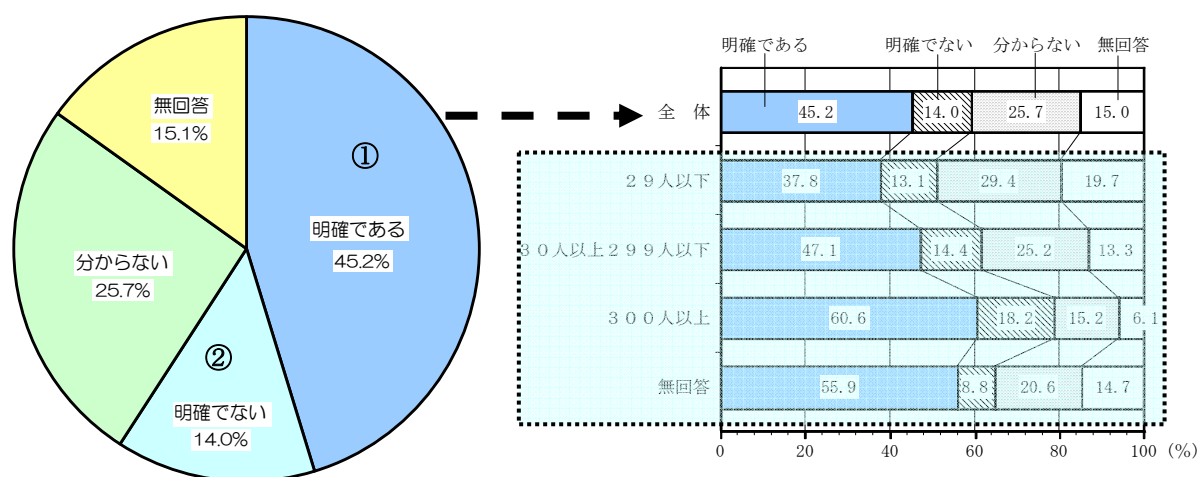 無回答
15.1%
①
明確である
45.2%
分からない
25.7%
②
明確でない
14.0%
明確である 明確でない 分からない 無回答
全 体 45.2 14.0 25.7 15.0
29人以下 37.8 13.1 29.4 19.7
30人以上299人以下 47.1 14.4 25.2 13.3
300人以上 60.6 18.2 15.2 6.1
無回答 55.9 8.8 20.6 14.7
0 20 40 60 80 100 (%)